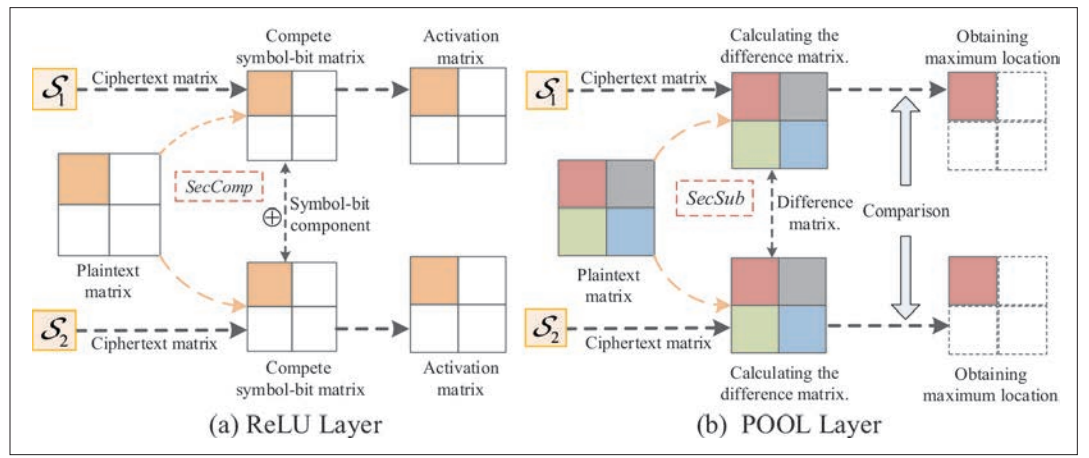 Compete
symbol-bit matrix
Activation
matrix
S1
Ciphertext matrix
SecComp
⊕
Symbol-bit
component
Plaintext
matrix
S2
Ciphertext matrix
Compete
symbol-bit matrix
Activation
matrix
(a) ReLU Layer
Calculating the
difference matrix.
Obtaining
maximum location
S1
Ciphertext matrix
SecSub
Difference
matrix.
Comparison
Plaintext
matrix
S2
Ciphertext matrix
Calculating the
difference matrix.
Obtaining
maximum location
(b) POOL Layer